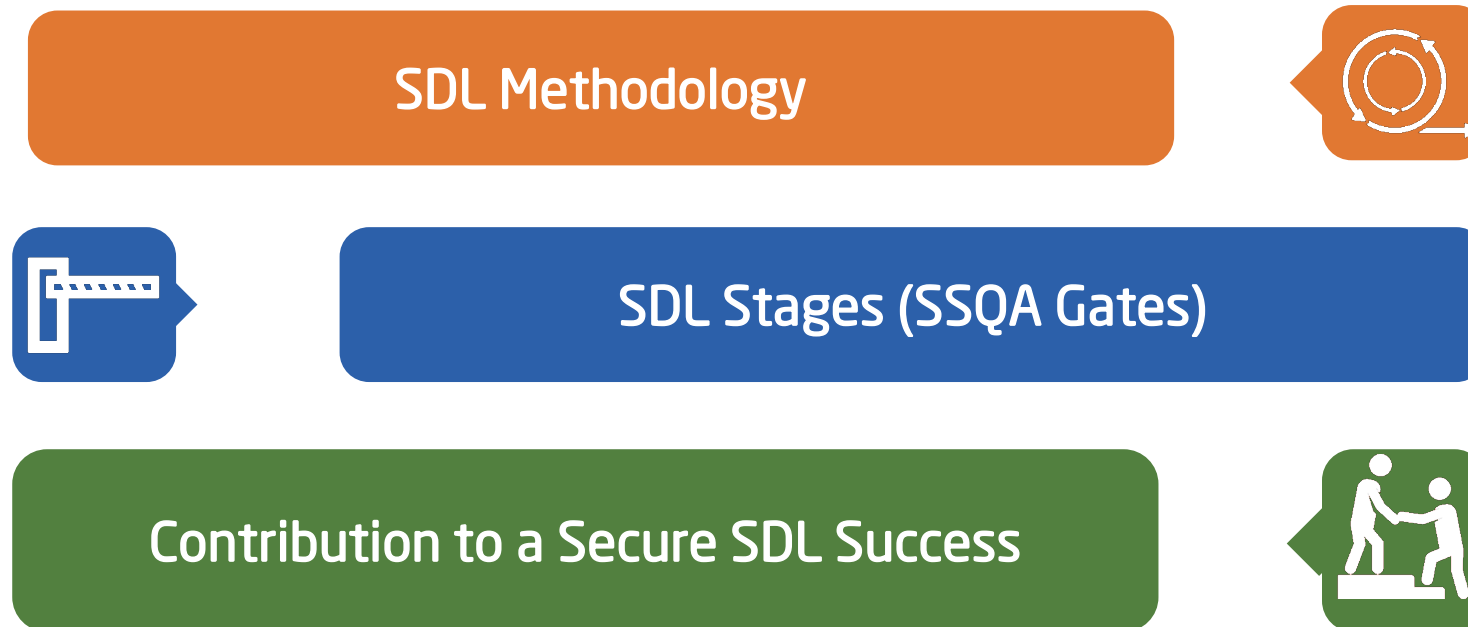 SDL Methodology
SDL Stages (SSQA Gates)
Contribution to a Secure SDL Success